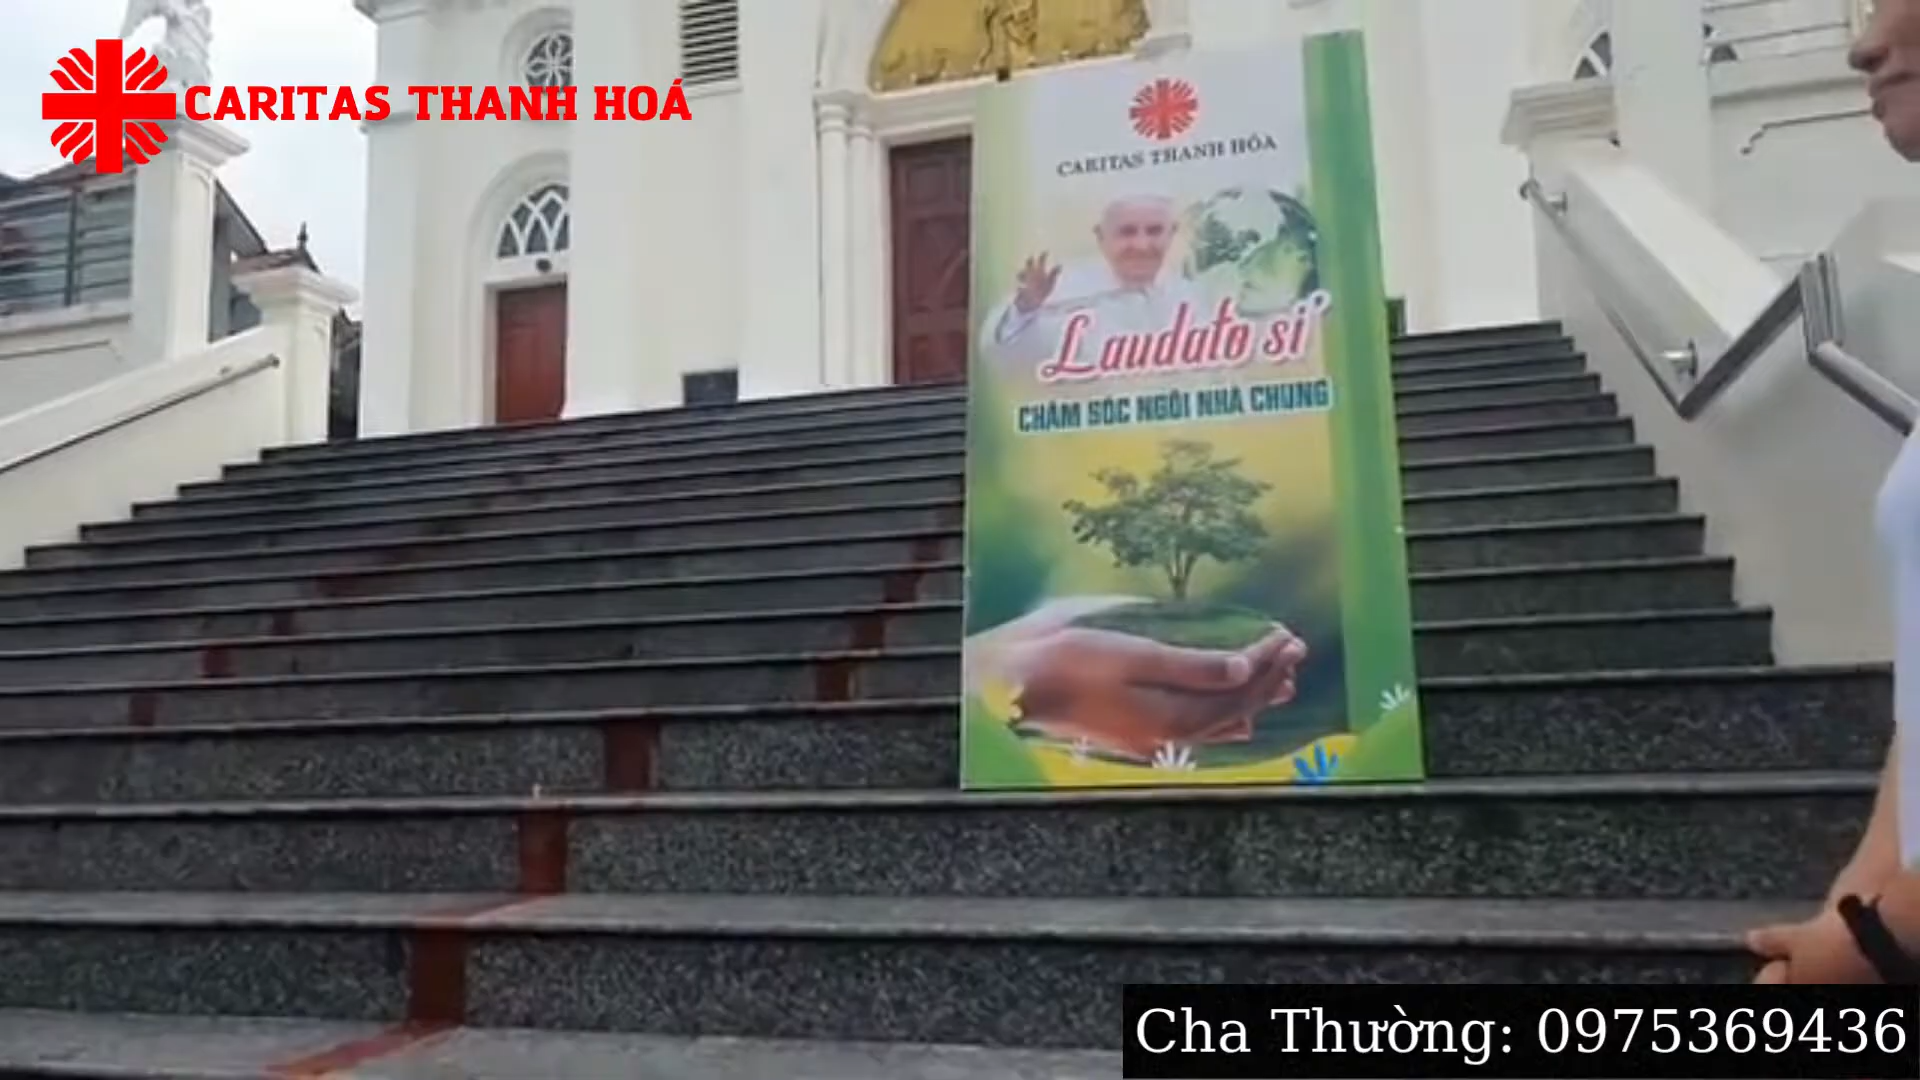 CARITAS THANH HOÁ
CARITAS THANH HÓA
Laudato si'
CHĂM SÓC NGÔI NHÀ CHUNG
Cha Thường: 0975369436